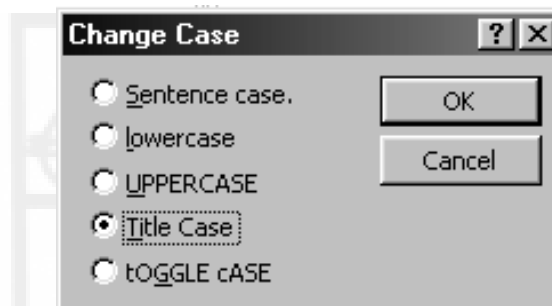 Change Case
Sentence case.
OK
lowercase
Cancel
UPPERCASE
Title Case
tOGGLE cASE